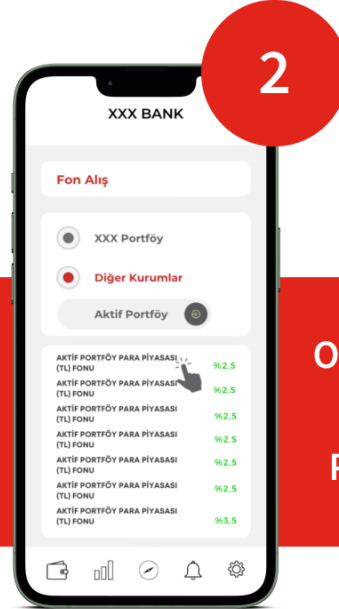 2
XXX BANK
Fon Alış
XXX Portföy
Diğer Kurumlar
Aktif Portföy
AKTİF PORTFÖY PARA PİYASASI
(TL) FONU
%2.5
AKTİF PORTFÖY PARA PİYASASI
(TL) FONU
%2.5
AKTİF PORTFÖY PARA PİYASASI
(TL) FONU
%2.5
AKTİF PORTFÖY PARA PİYASASI
(TL) FONU
%2.5
AKTİF PORTFÖY PARA PİYASASI
(TL) FONU
%2.5
AKTİF PORTFÖY PARA PİYASASI
(TL) FONU
%2.5
AKTİF PORTFÖY PARA PİYASASI
(TL) FONU
%3.5